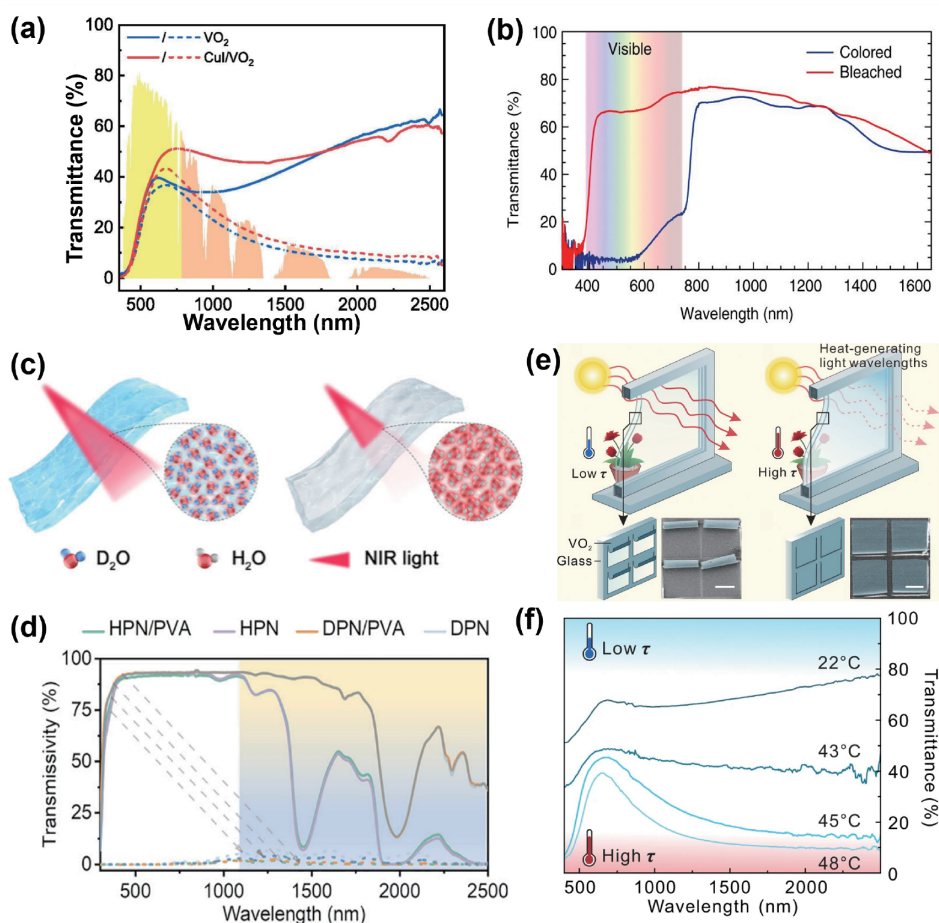 (a)
/ VO₂
/ CuI/VO₂
Transmittance (%)
100
80
60
40
20
0
500 1000 1500 2000 2500
Wavelength (nm)
(b)
Visible
Colored
Bleached
Transmittance (%)
100
80
60
40
20
0
400 600 800 1000 1200 1400 1600
Wavelength (nm)
(c)
D₂O H₂O NIR light
(e)
Heat-generating
light wavelengths
Low τ
High τ
VO₂
Glass
(d)
HPN/PVA HPN DPN/PVA DPN
Transmissivity (%)
100
75
50
25
0
500 1000 1500 2000 2500
Wavelength (nm)
(f)
Low τ
22°C
43°C
45°C
48°C
High τ
100
80
60
40
20
0
Transmittance (%)
500 1000 1500 2000
Wavelength (nm)